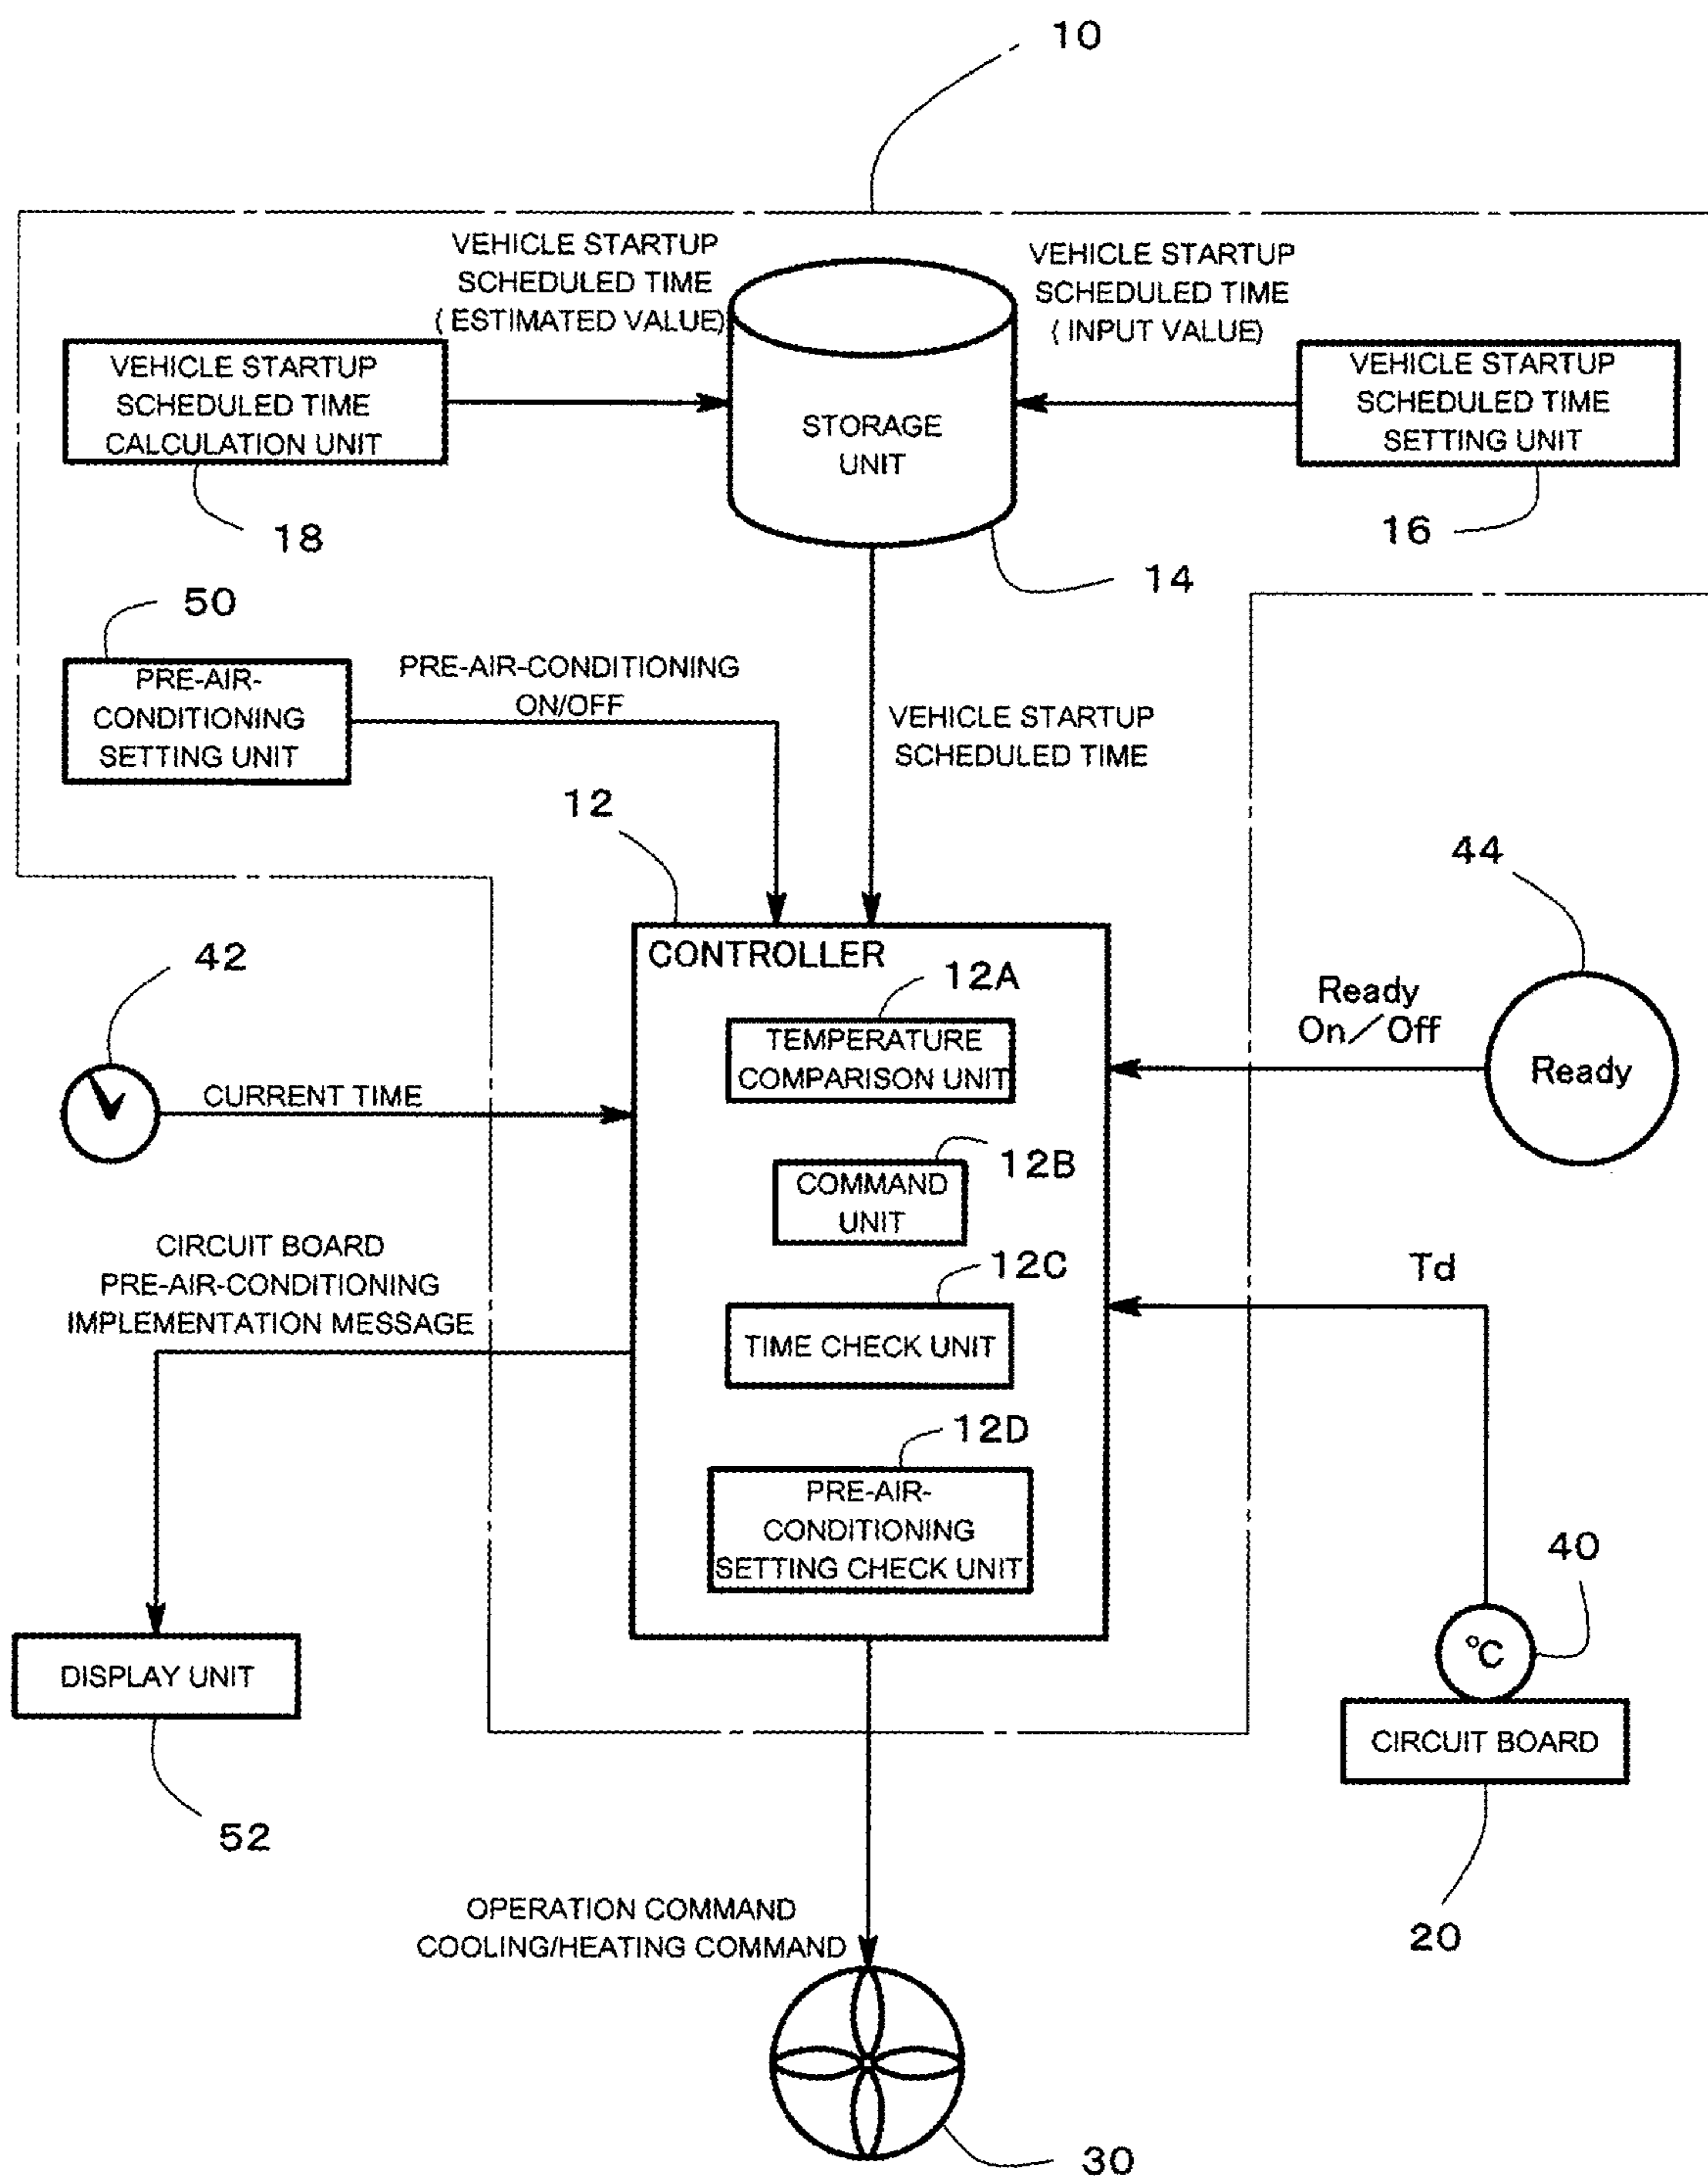 10
VEHICLE STARTUP
SCHEDULED TIME
( ESTIMATED VALUE)
VEHICLE STARTUP
SCHEDULED TIME
( INPUT VALUE)
VEHICLE STARTUP
SCHEDULED TIME
CALCULATION UNIT
STORAGE
UNIT
VEHICLE STARTUP
SCHEDULED TIME
SETTING UNIT
18
16
14
50
PRE-AIR-
CONDITIONING
SETTING UNIT
PRE-AIR-CONDITIONING
ON/OFF
VEHICLE STARTUP
SCHEDULED TIME
12
44
CONTROLLER
42
12A
Ready
On／Off
TEMPERATURE
COMPARISON UNIT
Ready
CURRENT TIME
12B
COMMAND
UNIT
CIRCUIT BOARD
PRE-AIR-CONDITIONING
IMPLEMENTATION MESSAGE
12C
Td
TIME CHECK UNIT
12D
PRE-AIR-
CONDITIONING
SETTING CHECK UNIT
40
°C
DISPLAY UNIT
CIRCUIT BOARD
52
20
OPERATION COMMAND
COOLING/HEATING COMMAND
30